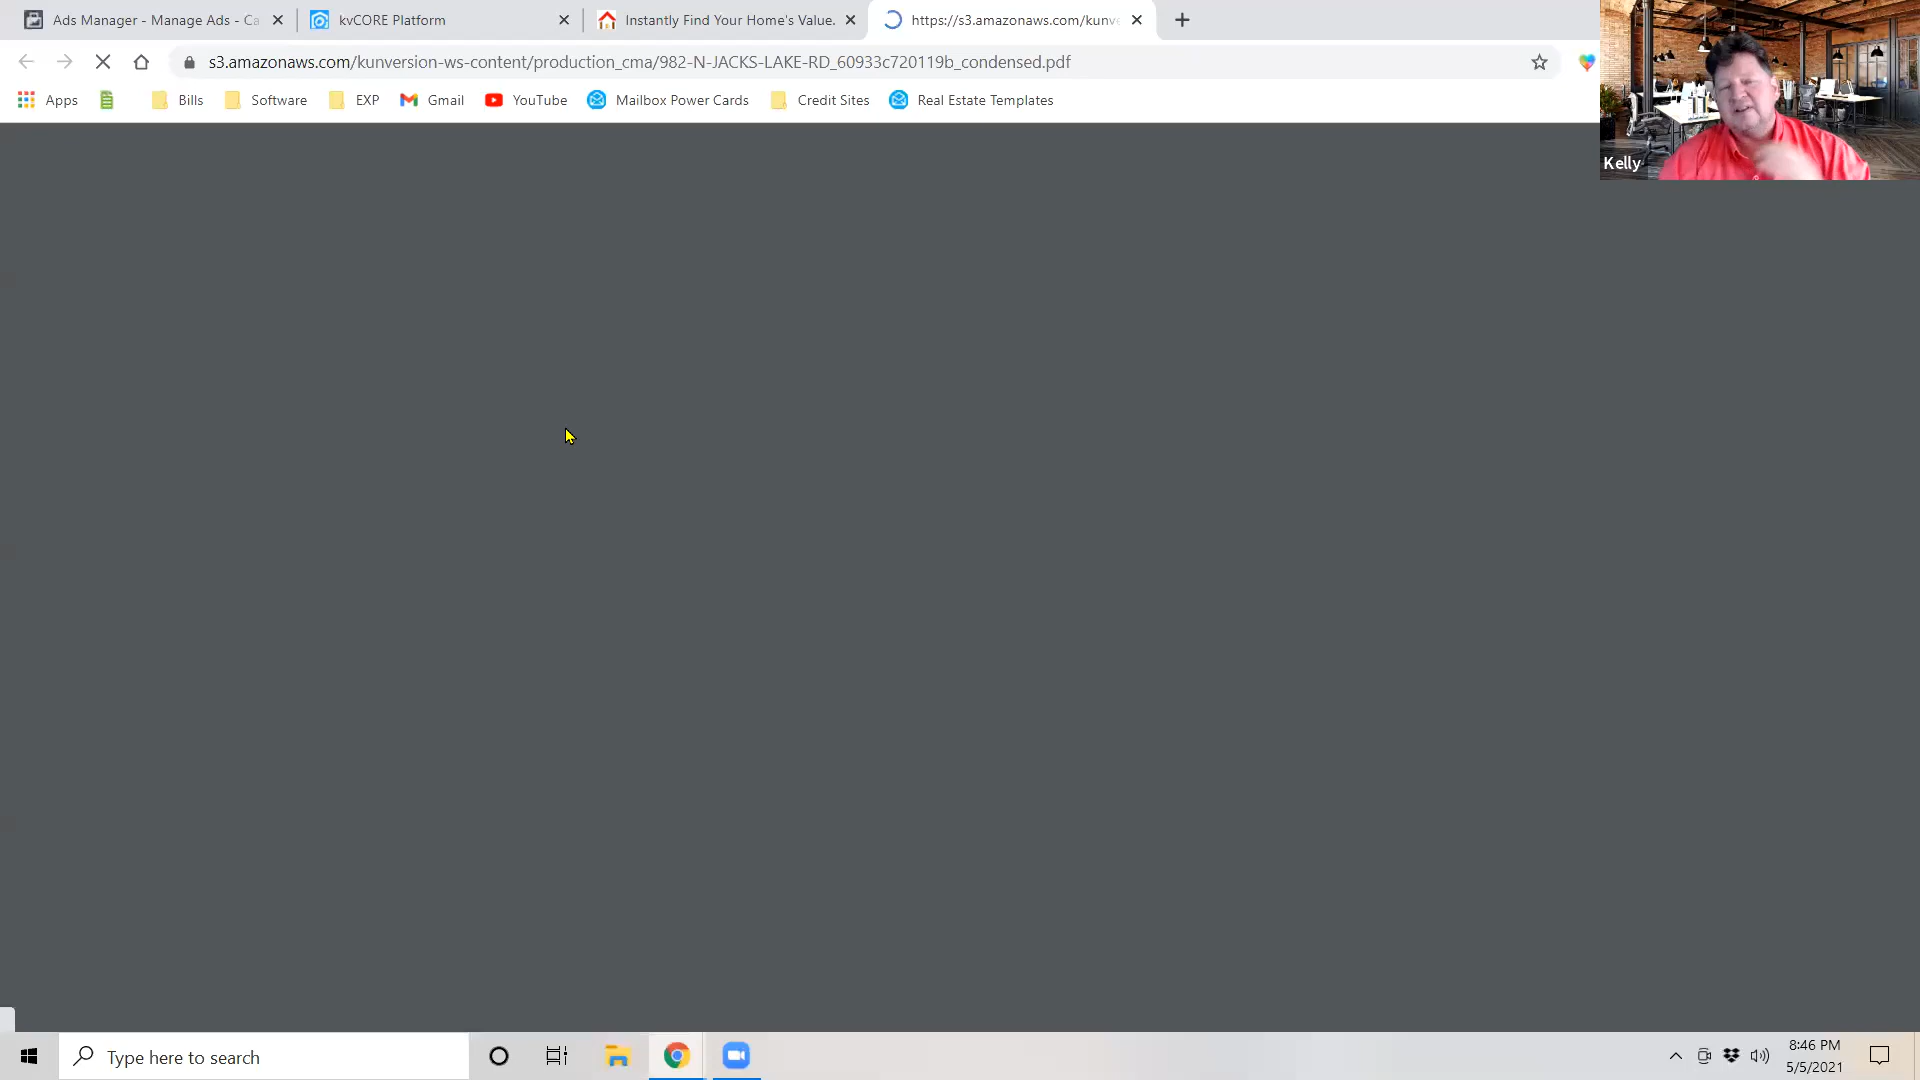 Ads Manager - Manage Ads - Ca
kvCORE Platform
Instantly Find Your Home's Value.
https://s3.amazonaws.com/kunve
s3.amazonaws.com/kunversion-ws-content/production_cma/982-N-JACKS-LAKE-RD_60933c720119b_condensed.pdf
Apps
Bills
Software
EXP
Gmail
YouTube
Mailbox Power Cards
Credit Sites
Real Estate Templates
Kelly
Type here to search
8:46 PM
5/5/2021